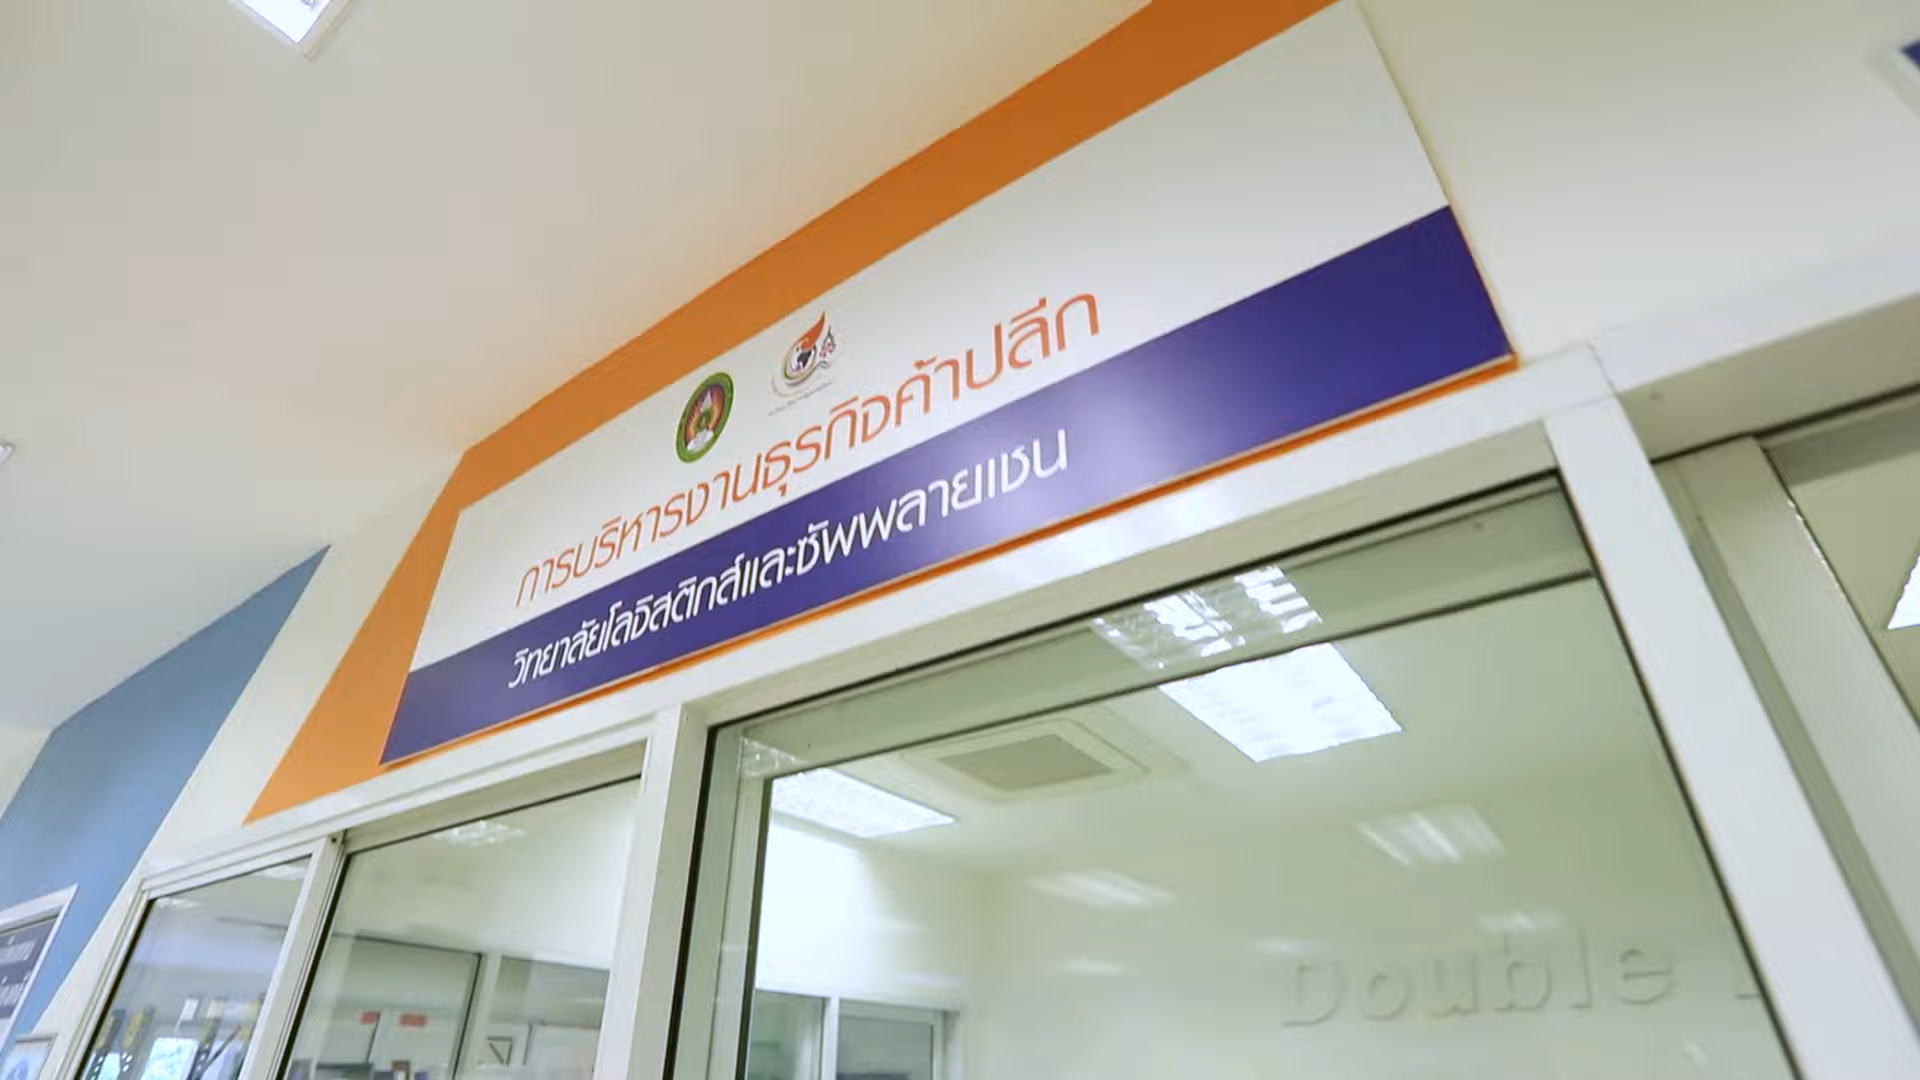 การบริหารงานธุรกิจค้าปลีก
วิทยาลัยโลจิสติกส์และซัพพลายเชน
Double